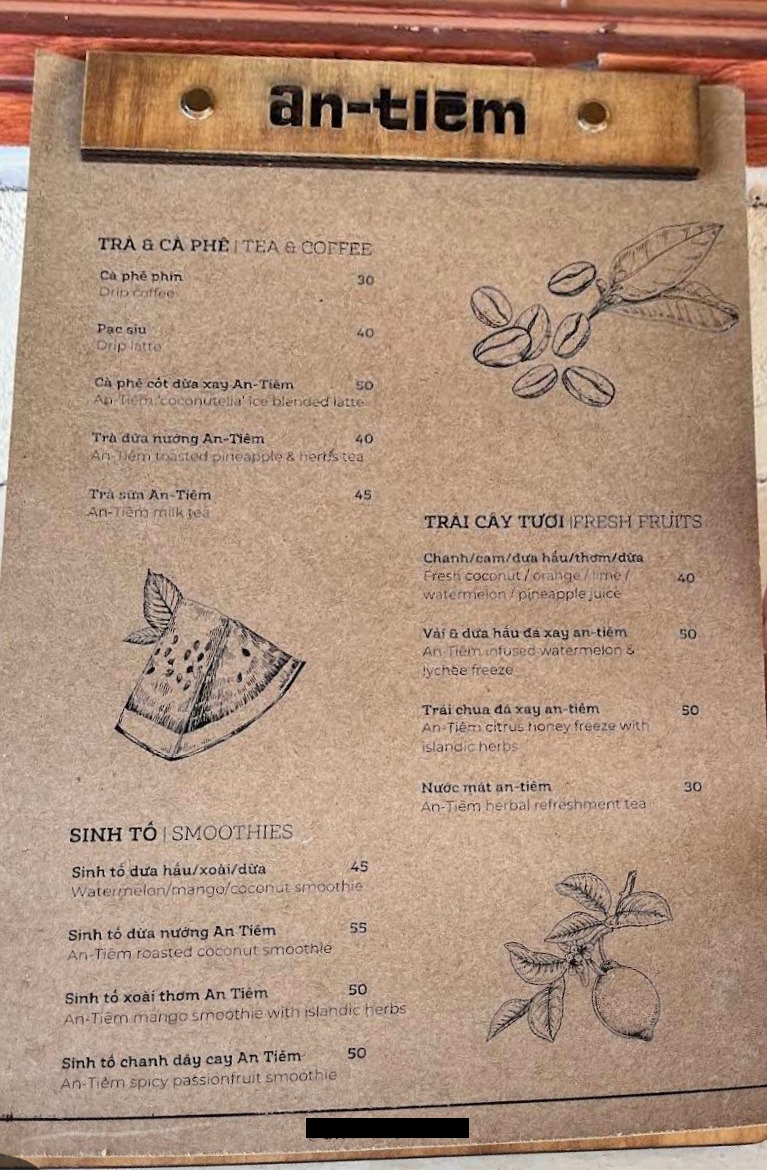 an-tiêm
TRÀ & CÀ PHÊ | TEA & COFFEE
Cà phê phin 30
Drip coffee
Pạc sỉu 40
Drip latte
Cà phê cốt dừa xay An-Tiêm 50
An-Tiêm 'coconutella' ice blended latte
Trà dứa nướng An-Tiêm 40
An-Tiêm toasted pineapple & herbs tea
Trà sữa An-Tiêm 45
An-Tiêm milk tea
TRÁI CÂY TƯƠI | FRESH FRUITS
Chanh/cam/dưa hấu/thơm/dừa
Fresh coconut / orange / lime / 40
watermelon / pineapple juice
Vải & dưa hấu đá xay an-tiêm 50
An-Tiêm infused watermelon &
lychee freeze
Trái chua đá xay an-tiêm 50
An-Tiêm citrus honey freeze with
islandic herbs
Nước mát an-tiêm 30
An-Tiêm herbal refreshment tea
SINH TỐ | SMOOTHIES
Sinh tố dưa hấu/xoài/dừa 45
Watermelon/mango/coconut smoothie
Sinh tố dừa nướng An Tiêm 55
An-Tiêm roasted coconut smoothie
Sinh tố xoài thơm An Tiêm 50
An-Tiêm mango smoothie with islandic herbs
Sinh tố chanh dây cay An Tiêm 50
An-Tiêm spicy passionfruit smoothie